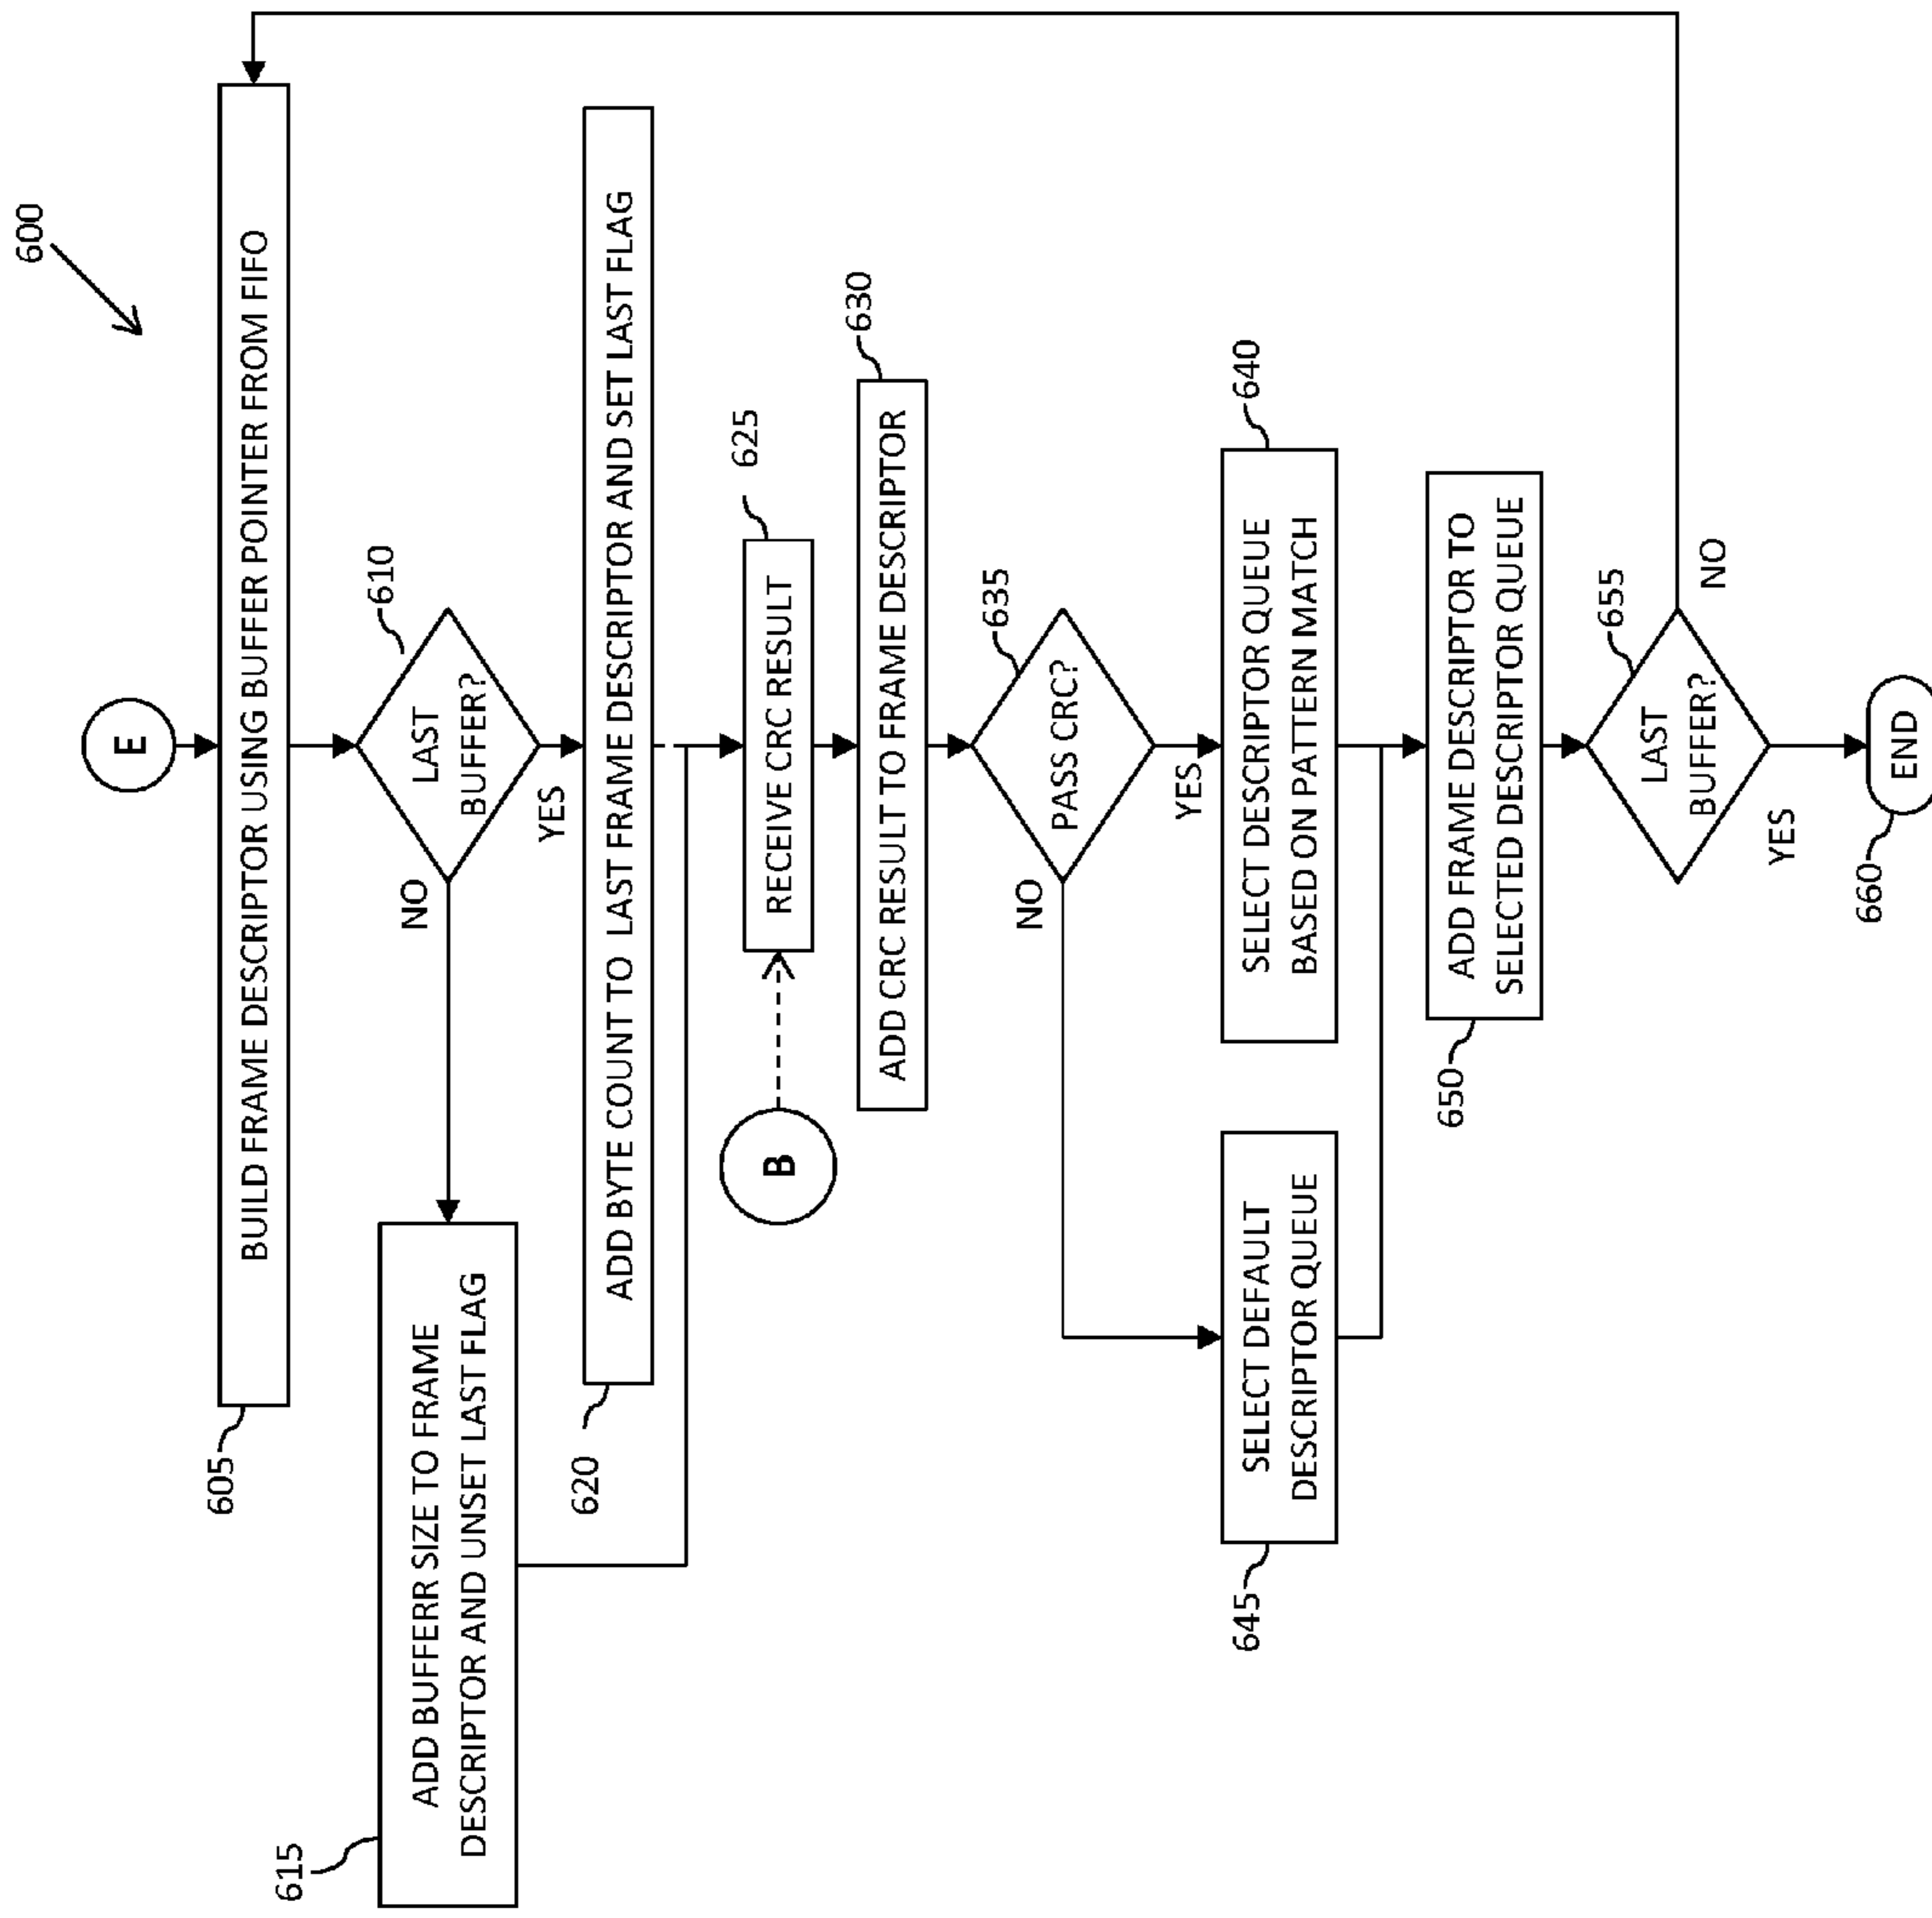 600
E
605
BUILD FRAME DESCRIPTOR USING BUFFER POINTER FROM FIFO
610
LAST
BUFFER?
NO
YES
615
ADD BUFFERR SIZE TO FRAME
DESCRIPTOR AND UNSET LAST FLAG
620
ADD BYTE COUNT TO LAST FRAME DESCRIPTOR AND SET LAST FLAG
B
625
RECEIVE CRC RESULT
630
ADD CRC RESULT TO FRAME DESCRIPTOR
635
PASS CRC?
NO
YES
645
SELECT DEFAULT
DESCRIPTOR QUEUE
640
SELECT DESCRIPTOR QUEUE
BASED ON PATTERN MATCH
650
ADD FRAME DESCRIPTOR TO
SELECTED DESCRIPTOR QUEUE
655
LAST
BUFFER?
NO
YES
660
END